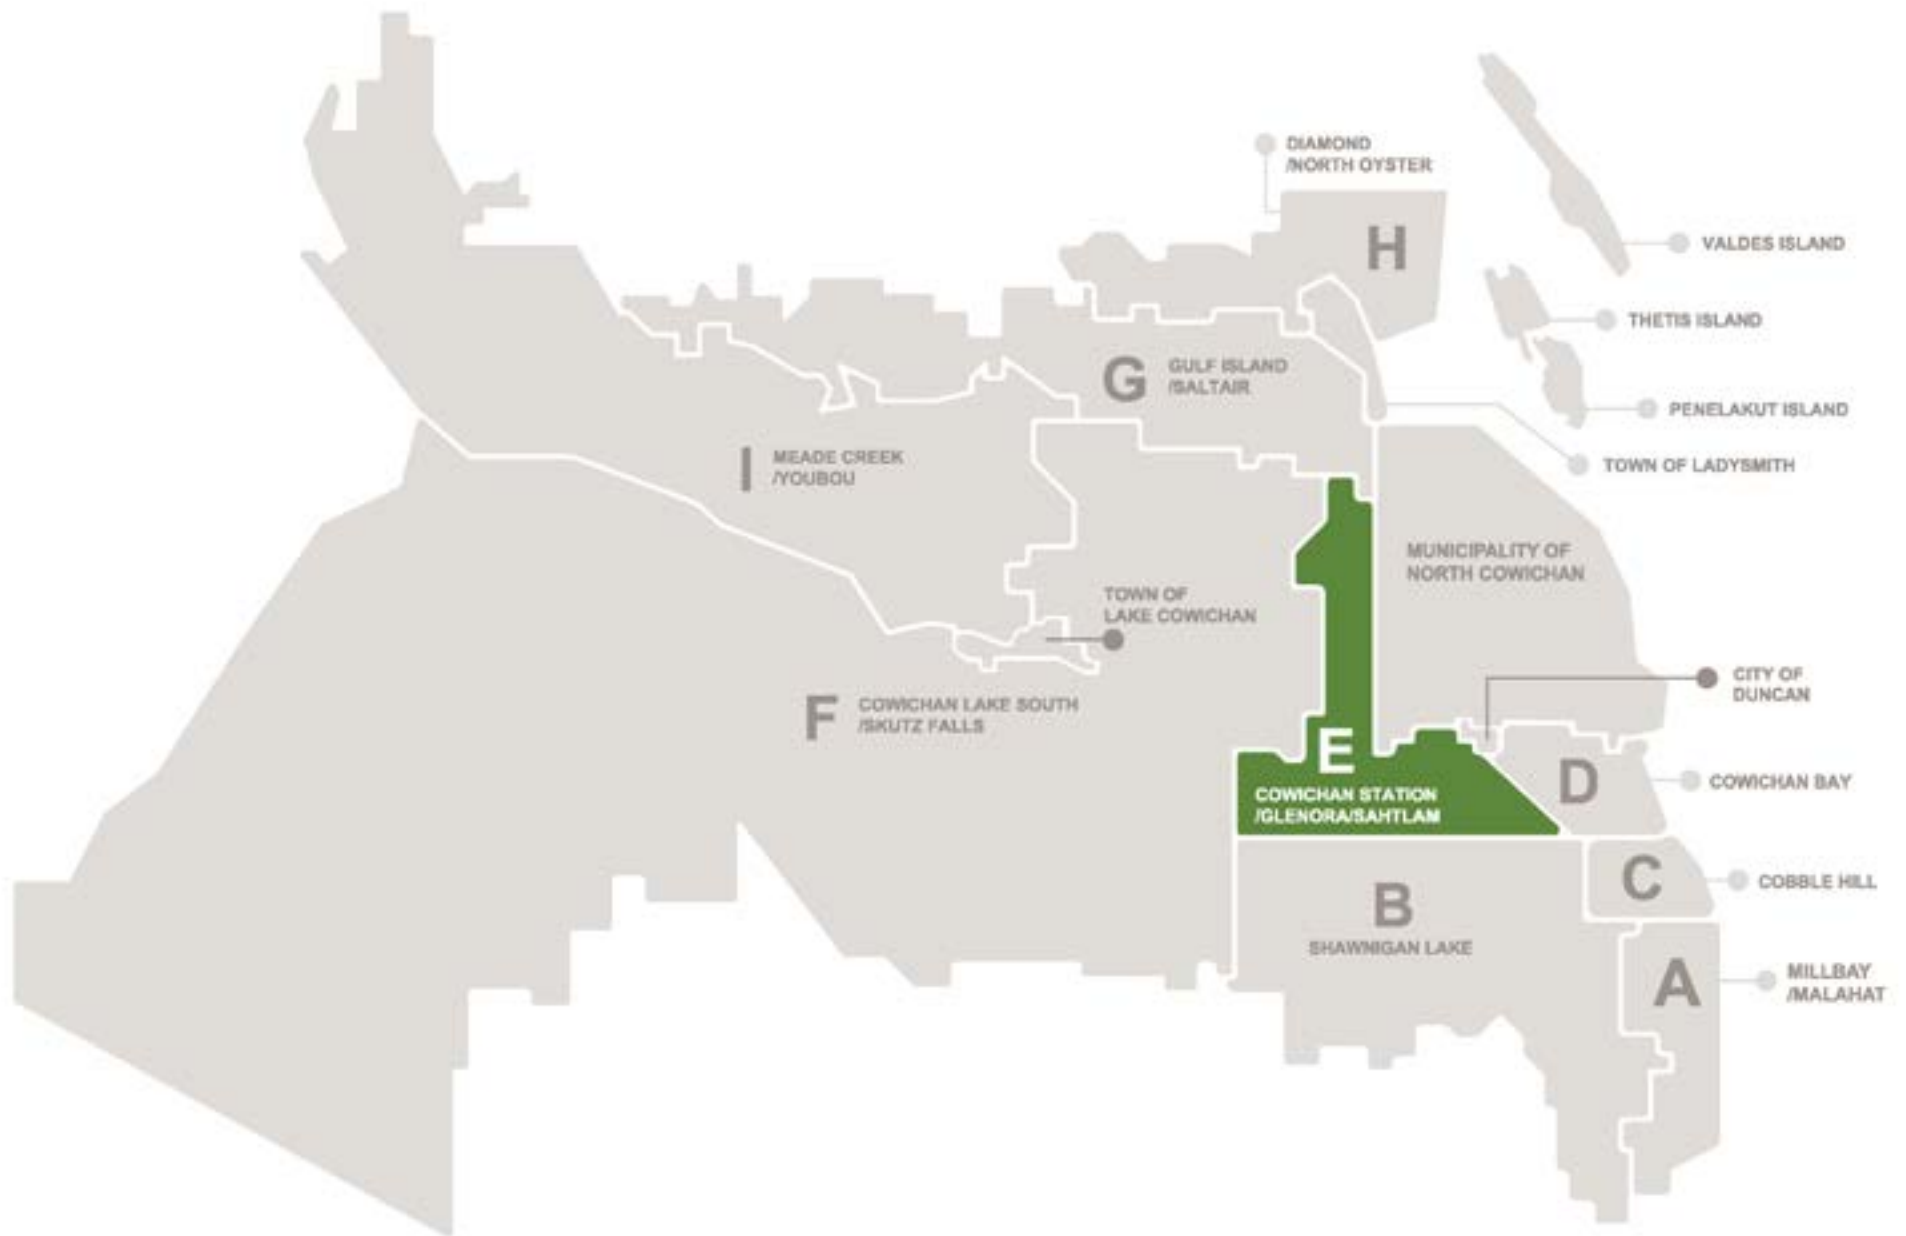 DIAMOND
/NORTH OYSTER
H
VALDES ISLAND
THETIS ISLAND
G
GULF ISLAND
/SALTAIR
PENELAKUT ISLAND
I
MEADE CREEK
/YOUBOU
TOWN OF LADYSMITH
MUNICIPALITY OF
NORTH COWICHAN
TOWN OF
LAKE COWICHAN
CITY OF
DUNCAN
F
COWICHAN LAKE SOUTH
/SKUTZ FALLS
E
COWICHAN STATION
/GLENORA/SAHTLAM
D
COWICHAN BAY
C
COBBLE HILL
B
SHAWNIGAN LAKE
A
MILLBAY
/MALAHAT